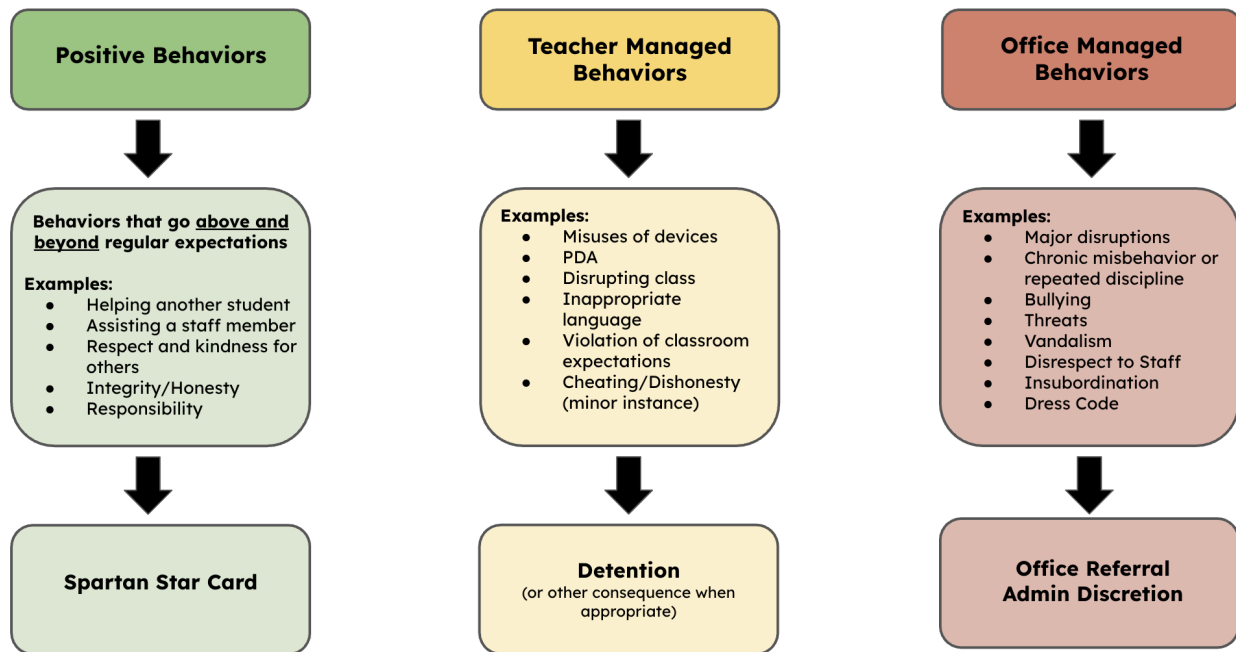 Positive Behaviors
Behaviors that go above and
beyond regular expectations
Examples:
● Helping another student
● Assisting a staff member
● Respect and kindness for
others
● Integrity/Honesty
● Responsibility
Spartan Star Card
Teacher Managed
Behaviors
Examples:
● Misuses of devices
● PDA
● Disrupting class
● Inappropriate
language
● Violation of classroom
expectations
● Cheating/Dishonesty
(minor instance)
Detention
(or other consequence when
appropriate)
Office Managed
Behaviors
Examples:
● Major disruptions
● Chronic misbehavior or
repeated discipline
● Bullying
● Threats
● Vandalism
● Disrespect to Staff
● Insubordination
● Dress Code
Office Referral
Admin Discretion